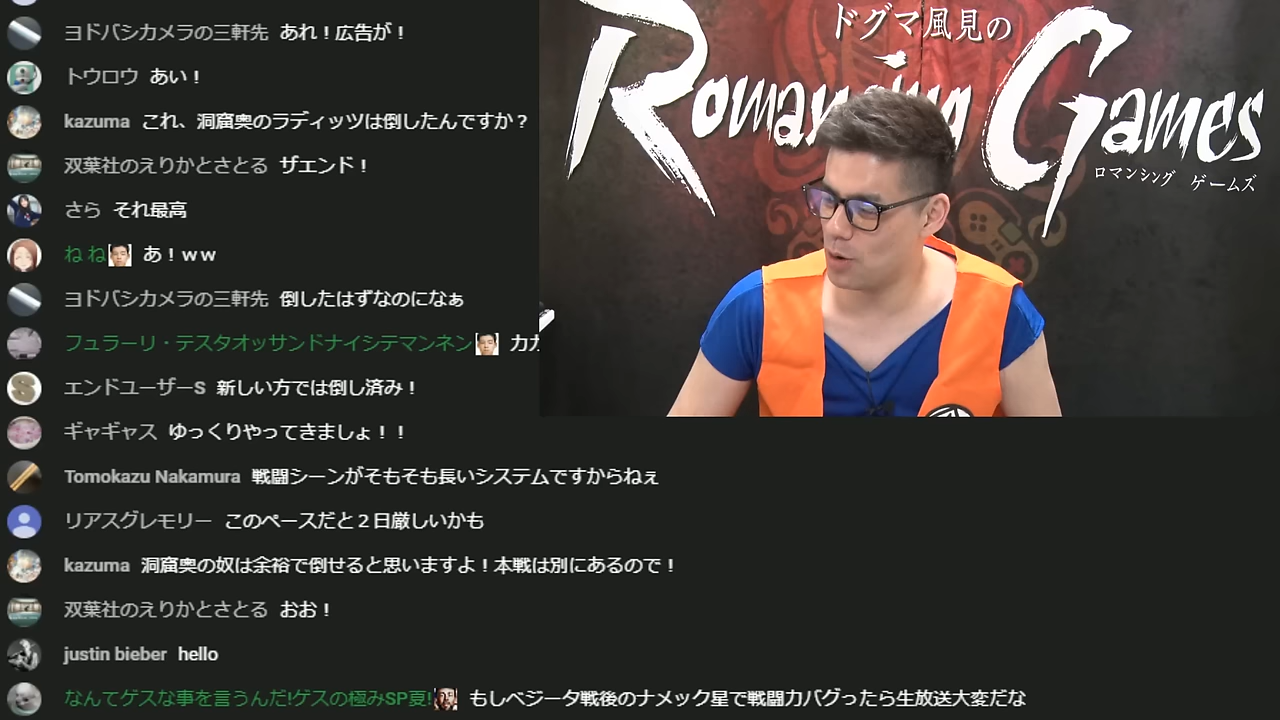 ヨドバシカメラの三軒先 あれ！広告が！
トウロウ あい！
kazuma これ、洞窟奥のラディッツは倒したんですか？
双葉社のえりかとさとる ザエンド！
さら それ最高
ね ね あ！ｗｗ
ヨドバシカメラの三軒先 倒したはずなのになぁ
フュラーリ・テスタオッサンドナイシテマンネン カカ
エンドユーザーS 新しい方では倒し済み！
ギャギャス ゆっくりやってきましょ！！
Tomokazu Nakamura 戦闘シーンがそもそも長いシステムですからねぇ
リアスグレモリー このペースだと２日厳しいかも
kazuma 洞窟奥の奴は余裕で倒せると思いますよ！本戦は別にあるので！
双葉社のえりかとさとる おお！
justin bieber hello
なんてゲスな事を言うんだ!ゲスの極みSP夏! もしベジータ戦後のナメック星で戦闘力バグったら生放送大変だな
ドグマ風見の
Romancing Games
ロマンシング ゲームズ